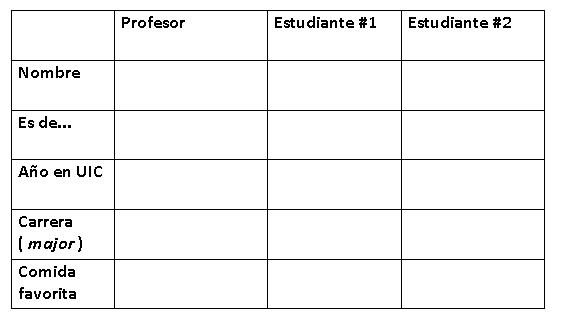 Profesor Estudiante #1 Estudiante #2
Nombre
Es de...
Año en UIC
Carrera
( major )
Comida
favorita